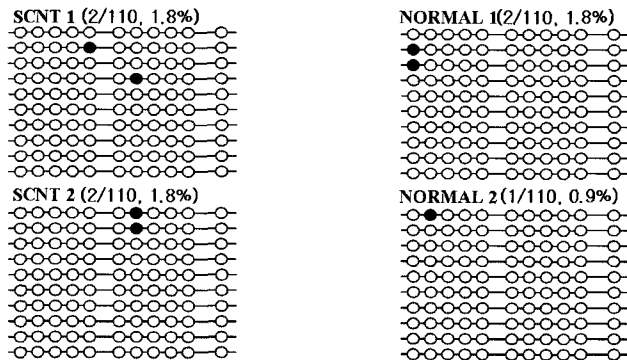 SCNT 1 (2/110, 1.8%)
NORMAL 1(2/110, 1.8%)
SCNT 2 (2/110, 1.8%)
NORMAL 2 (1/110, 0.9%)